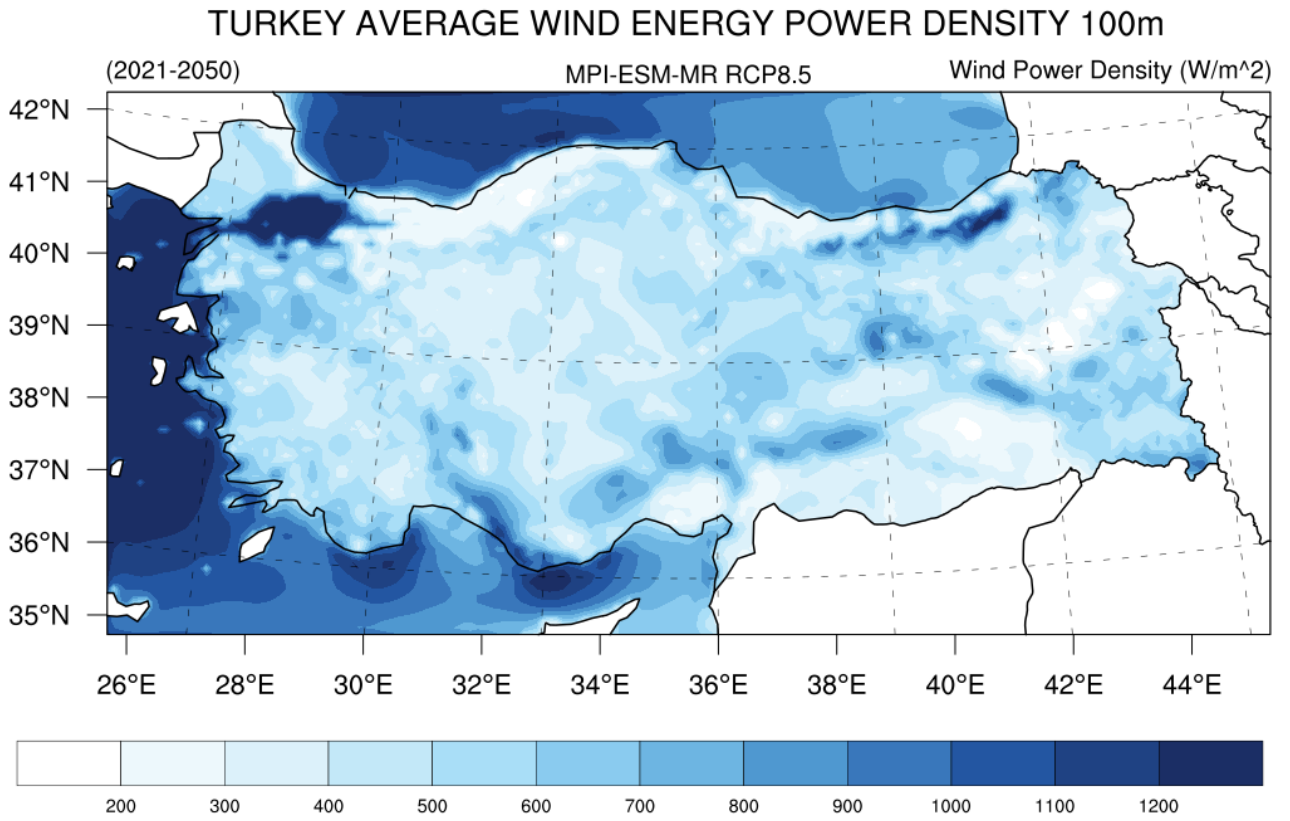 TURKEY AVERAGE WIND ENERGY POWER DENSITY 100m
(2021-2050) MPI-ESM-MR RCP8.5 Wind Power Density (W/m^2)
42°N
41°N
40°N
39°N
38°N
37°N
36°N
35°N
26°E 28°E 30°E 32°E 34°E 36°E 38°E 40°E 42°E 44°E
200 300 400 500 600 700 800 900 1000 1100 1200